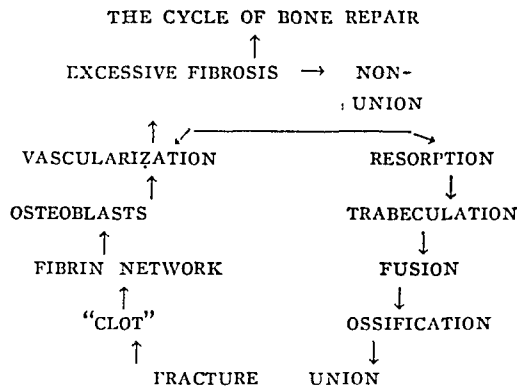 THE CYCLE OF BONE REPAIR
EXCESSIVE FIBROSIS → NON-
UNION
VASCULARIZATION RESORPTION
OSTEOBLASTS TRABECULATION
FIBRIN NETWORK FUSION
"CLOT" OSSIFICATION
FRACTURE UNION